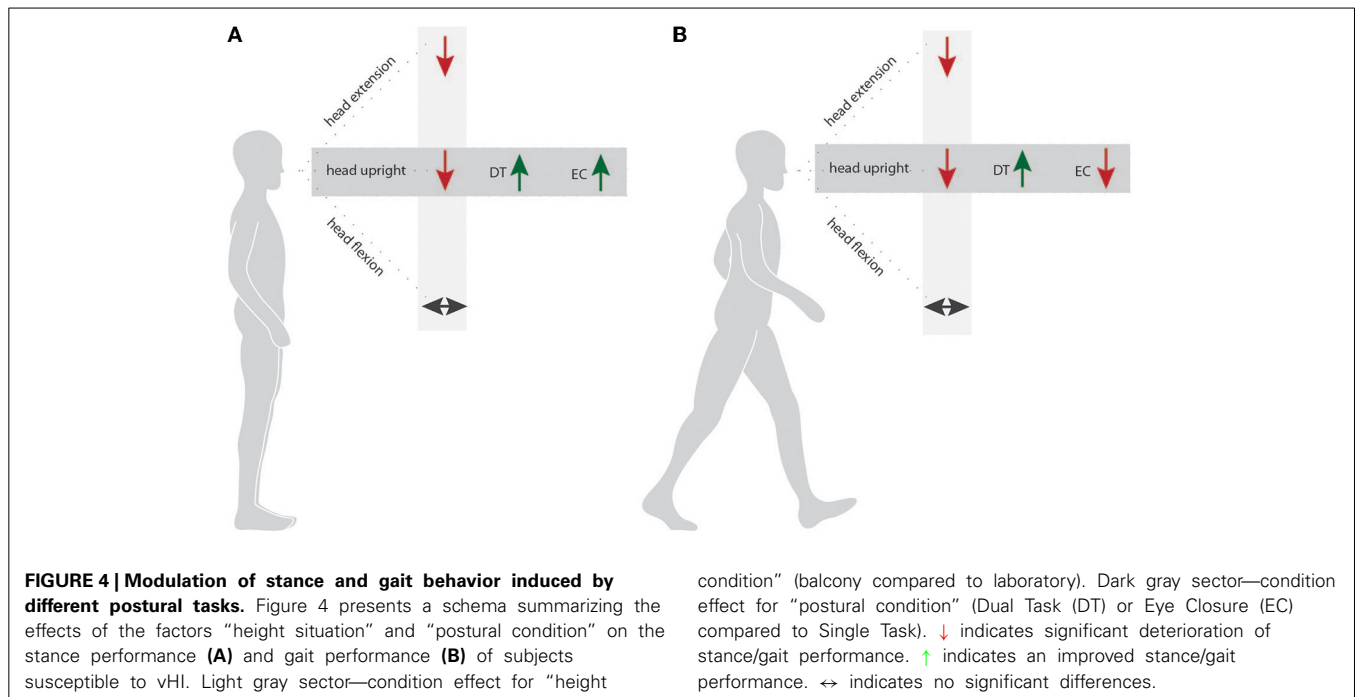 A
head extension
head upright
DT
EC
head flexion
B
head extension
head upright
DT
EC
head flexion
FIGURE 4 | Modulation of stance and gait behavior induced by
different postural tasks. Figure 4 presents a schema summarizing the
effects of the factors “height situation” and “postural condition” on the
stance performance (A) and gait performance (B) of subjects
susceptible to vHI. Light gray sector—condition effect for “height
condition” (balcony compared to laboratory). Dark gray sector—condition
effect for “postural condition” (Dual Task (DT) or Eye Closure (EC)
compared to Single Task). ↓ indicates significant deterioration of
stance/gait performance. ↑ indicates an improved stance/gait
performance. ↔ indicates no significant differences.